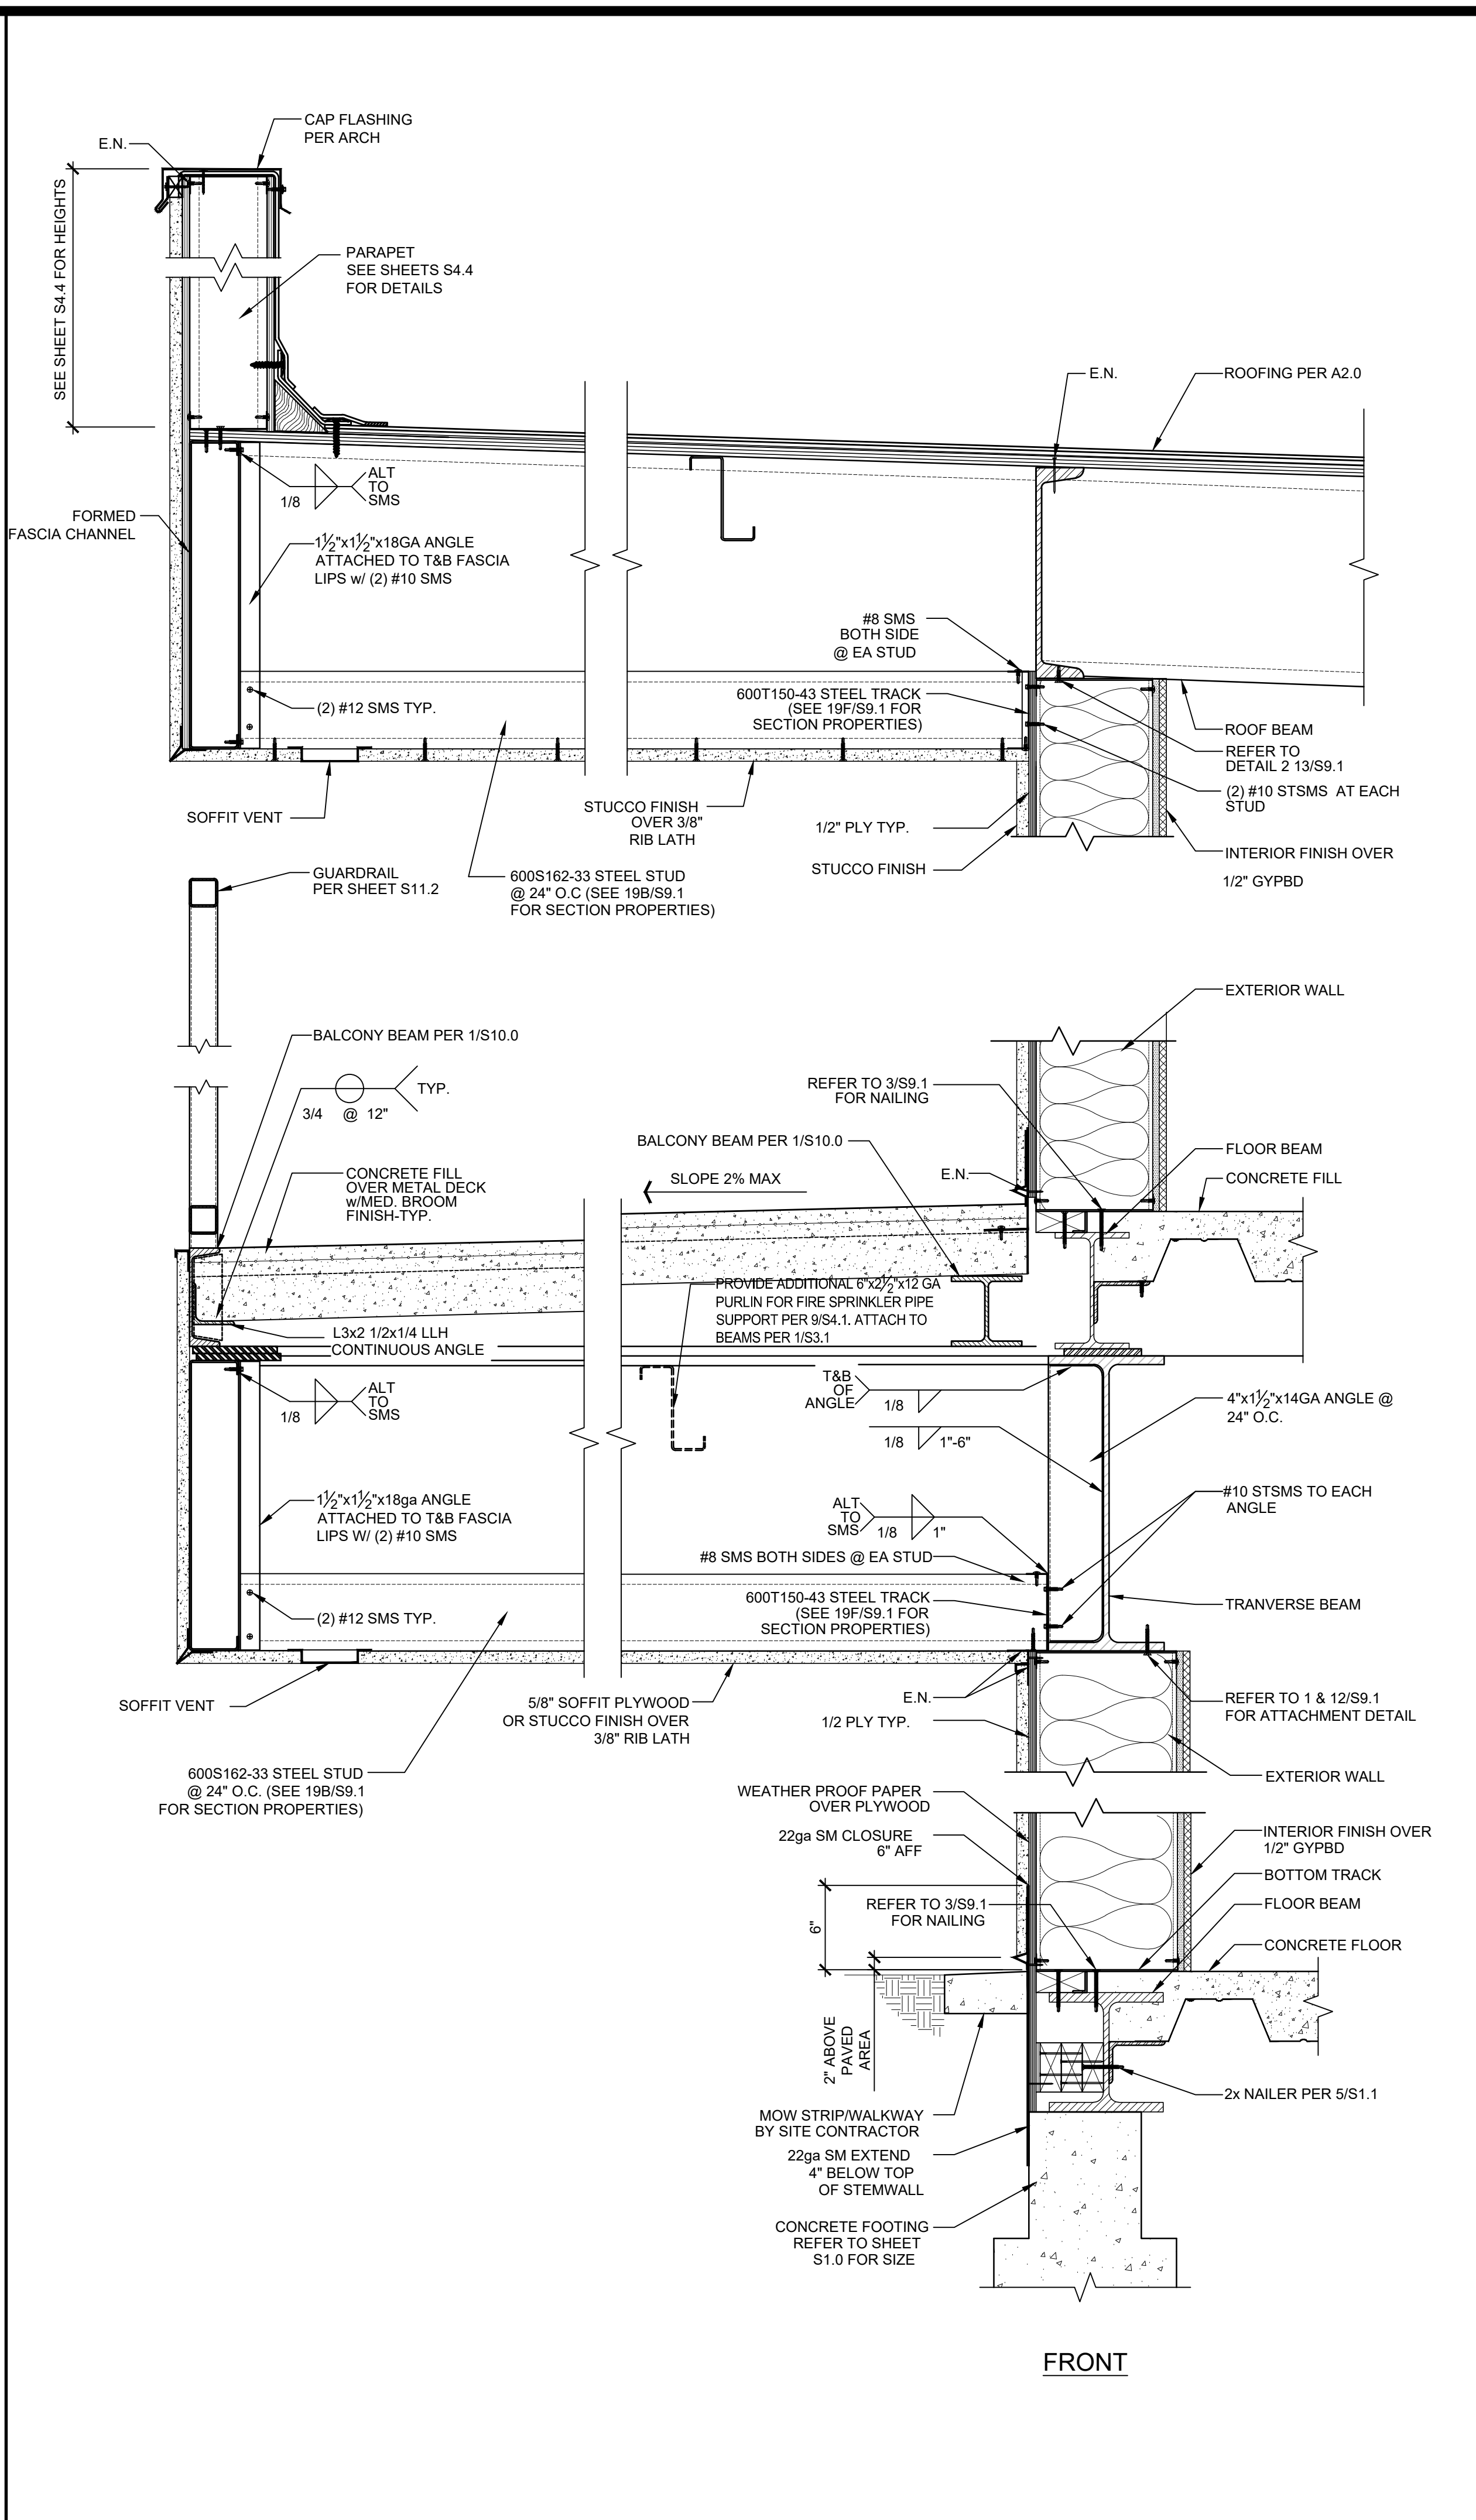 CAP FLASHING
PER ARCH
E.N.
SEE SHEET S4.4 FOR HEIGHTS
PARAPET
SEE SHEETS S4.4
FOR DETAILS
E.N.
ROOFING PER A2.0
ALT
TO
SMS
1/8
FORMED
FASCIA CHANNEL
1½"x1½"x18GA ANGLE
ATTACHED TO T&B FASCIA
LIPS w/ (2) #10 SMS
#8 SMS
BOTH SIDE
@ EA STUD
600T150-43 STEEL TRACK
(SEE 19F/S9.1 FOR
SECTION PROPERTIES)
(2) #12 SMS TYP.
ROOF BEAM
REFER TO
DETAIL 2 13/S9.1
(2) #10 STSMS AT EACH
STUD
SOFFIT VENT
STUCCO FINISH
OVER 3/8"
RIB LATH
1/2" PLY TYP.
STUCCO FINISH
INTERIOR FINISH OVER
1/2" GYPBD
GUARDRAIL
PER SHEET S11.2
600S162-33 STEEL STUD
@ 24" O.C (SEE 19B/S9.1
FOR SECTION PROPERTIES)
EXTERIOR WALL
BALCONY BEAM PER 1/S10.0
3/4 @ 12"
TYP.
REFER TO 3/S9.1
FOR NAILING
BALCONY BEAM PER 1/S10.0
FLOOR BEAM
CONCRETE FILL
OVER METAL DECK
w/MED. BROOM
FINISH-TYP.
SLOPE 2% MAX
E.N.
CONCRETE FILL
PROVIDE ADDITIONAL 6"x2½"x12 GA
PURLIN FOR FIRE SPRINKLER PIPE
SUPPORT PER 9/S4.1. ATTACH TO
BEAMS PER 1/S3.1
L3x2 1/2x1/4 LLH
CONTINUOUS ANGLE
ALT
TO
SMS
1/8
T&B
OF
ANGLE
1/8
1/8
1"-6"
4"x1½"x14GA ANGLE @
24" O.C.
1½"x1½"x18ga ANGLE
ATTACHED TO T&B FASCIA
LIPS W/ (2) #10 SMS
ALT
TO
SMS
1/8
1"
#10 STSMS TO EACH
ANGLE
#8 SMS BOTH SIDES @ EA STUD
600T150-43 STEEL TRACK
(SEE 19F/S9.1 FOR
SECTION PROPERTIES)
(2) #12 SMS TYP.
TRANVERSE BEAM
SOFFIT VENT
5/8" SOFFIT PLYWOOD
OR STUCCO FINISH OVER
3/8" RIB LATH
E.N.
1/2 PLY TYP.
REFER TO 1 & 12/S9.1
FOR ATTACHMENT DETAIL
600S162-33 STEEL STUD
@ 24" O.C. (SEE 19B/S9.1
FOR SECTION PROPERTIES)
EXTERIOR WALL
WEATHER PROOF PAPER
OVER PLYWOOD
22ga SM CLOSURE
6" AFF
INTERIOR FINISH OVER
1/2" GYPBD
BOTTOM TRACK
6"
REFER TO 3/S9.1
FOR NAILING
FLOOR BEAM
CONCRETE FLOOR
2" ABOVE
PAVED
AREA
2x NAILER PER 5/S1.1
MOW STRIP/WALKWAY
BY SITE CONTRACTOR
22ga SM EXTEND
4" BELOW TOP
OF STEMWALL
CONCRETE FOOTING
REFER TO SHEET
S1.0 FOR SIZE
FRONT